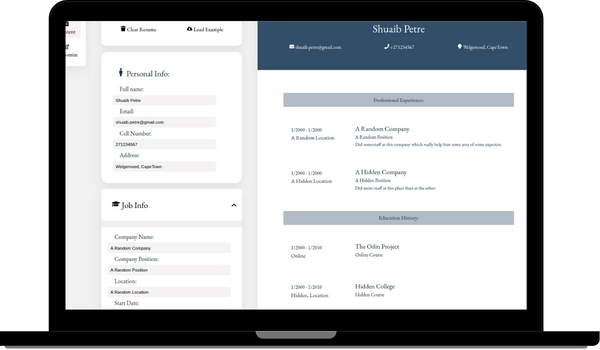 Clear Resume
Load Example
Personal Info:
Full name:
Shuaib Petre
Email:
shuaib.petre@gmail.com
Cell Number:
271234567
Address:
Welgemoed, CapeTown
Job Info
Company Name:
A Random Company
Company Position:
A Random Position
Location:
A Random Location
Start Date:
Shuaib Petre
shuaib.petre@gmail.com
+271234567
Welgemoed, CapeTown
Professional Experience:
1/2000 - 1/2000
A Random Location
A Random Company
A Random Position
Did somestuff at this company which really help hem some area of some expertise.
1/2000 - 1/2000
A Hidden Location
A Hidden Company
A Hidden Position
Did more stuff at this place than at the other.
Education History:
1/2000 - 1/2010
Online
The Odin Project
Online Course
1/2000 - 1/2010
Hidden, Location
Hidden College
Hidden Course